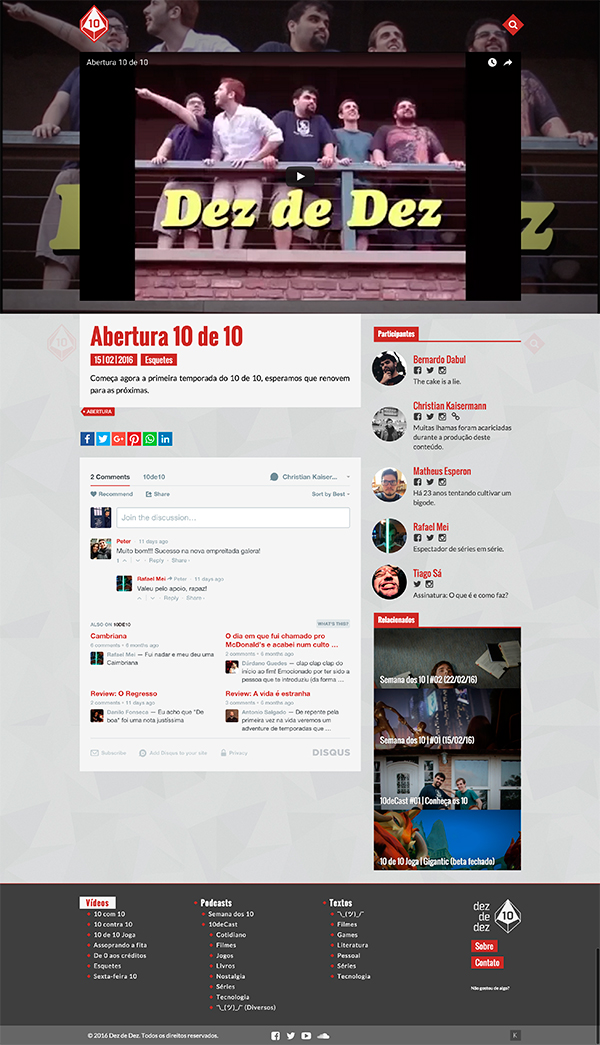 10
Abertura 10 de 10
Dez de Dez
Abertura 10 de 10
15 | 02 | 2016 Esquetes
Começa agora a primeira temporada do 10 de 10, esperamos que renovem
para as próximas.
ABERTURA
2 Comments 10de10 Christian Kaiser...
Recommend Share Sort by Best
Join the discussion...
Peter · 11 days ago
Muito bom!!! Sucesso na nova empreitada galera!
1 Reply · Share ›
Rafael Mei Peter · 11 days ago
Valeu pelo apoio, rapaz!
Reply · Share ›
ALSO ON 10DE10 WHAT'S THIS?
Cambriana
6 comments • 6 months ago
Rafael Mei — Fui nadar e meu deu uma
Caimbriana
O dia em que fui chamado pro
McDonald's e acabei num culto …
2 comments • 6 months ago
Dárdano Guedes — clap clap clap do
início ao fim! Emocionado por ter sido a
pessoa que te introduziu (da forma …
Review: O Regresso
2 comments • 11 days ago
Danilo Fonseca — Eu acho que "De
boa" foi uma nota justíssima
Review: A vida é estranha
3 comments • 6 months ago
Antonio Salgado — De repente pela
primeira vez na vida veremos um
adventure de temporadas que …
Subscribe Add Disqus to your site Privacy DISQUS
Participantes
Bernardo Dabul
The cake is a lie.
Christian Kaisermann
Muitas lhamas foram acariciadas
durante a produção deste
conteúdo.
Matheus Esperon
Há 23 anos tentando cultivar um
bigode.
Rafael Mei
Espectador de séries em série.
Tiago Sá
Assinatura: O que é e como faz?
Relacionados
Semana dos 10 | #02 (22/02/16)
Semana dos 10 | #01 (15/02/16)
10deCast #01 | Conheça os 10
10 de 10 Joga | Gigantic (beta fechado)
Vídeos
10 com 10
10 contra 10
10 de 10 Joga
Assoprando a fita
De 0 aos créditos
Esquetes
Sexta-feira 10
Podcasts
Semana dos 10
10deCast
Cotidiano
Filmes
Jogos
Livros
Nostalgia
Séries
Tecnologia
¯\_(ツ)_/¯ (Diversos)
Textos
¯\_(ツ)_/¯
Filmes
Games
Literatura
Pessoal
Séries
Tecnologia
dez
de
dez
10
Sobre
Contato
Não gostou de algo?
© 2016 Dez de Dez. Todos os direitos reservados.
K